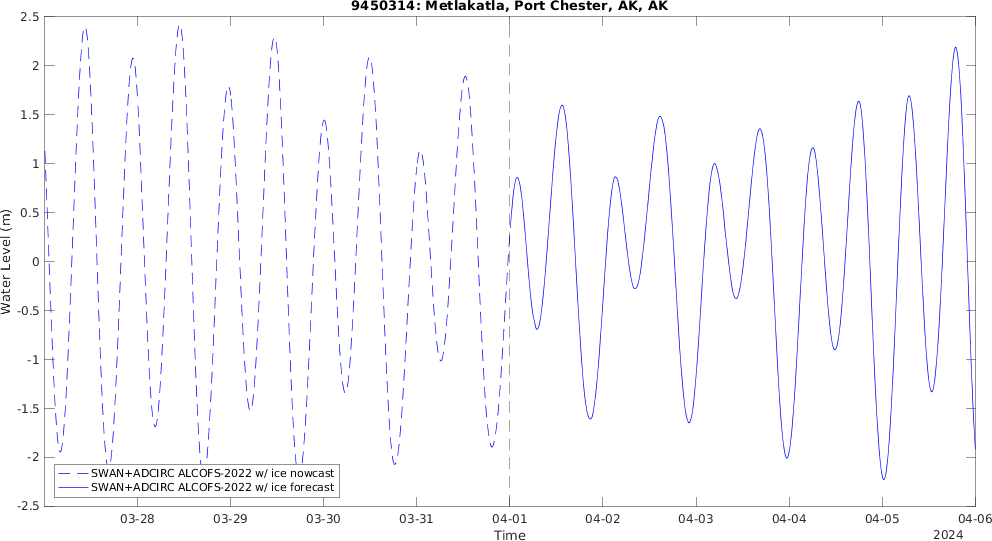 9450314: Metlakatla, Port Chester, AK, AK
2.5
2
1.5
1
0.5
0
-0.5
-1
-1.5
-2
-2.5
Water Level (m)
SWAN+ADCIRC ALCOFS-2022 w/ ice nowcast
SWAN+ADCIRC ALCOFS-2022 w/ ice forecast
03-28 03-29 03-30 03-31 04-01 04-02 04-03 04-04 04-05 04-06
Time
2024